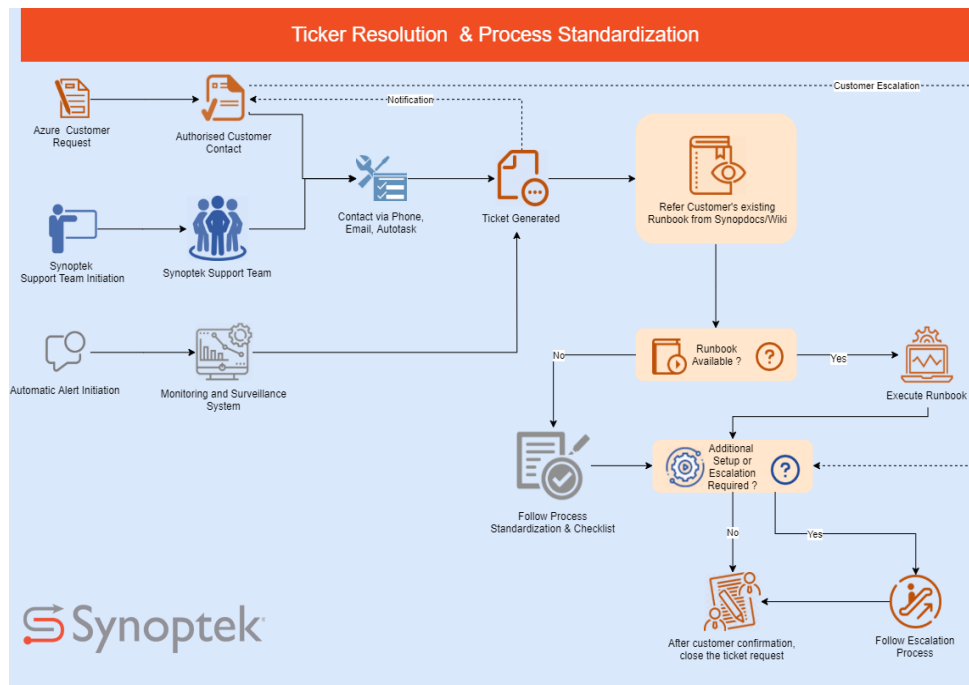 Ticker Resolution & Process Standardization
Customer Escalation
Notification
Azure Customer
Request
Authorised Customer
Contact
Contact via Phone,
Email, Autotask
Ticket Generated
Refer Customer's existing
Runbook from Synopdocs/Wiki
Synoptek
Support Team Initiation
Synoptek Support Team
No
Runbook
Available ?
Yes
Automatic Alert Initiation
Monitoring and Surveillance
System
Execute Runbook
Additional
Setup or
Escalation
Required ?
Follow Process
Standardization & Checklist
No
Yes
After customer confirmation,
close the ticket request
Follow Escalation
Process
Synoptek